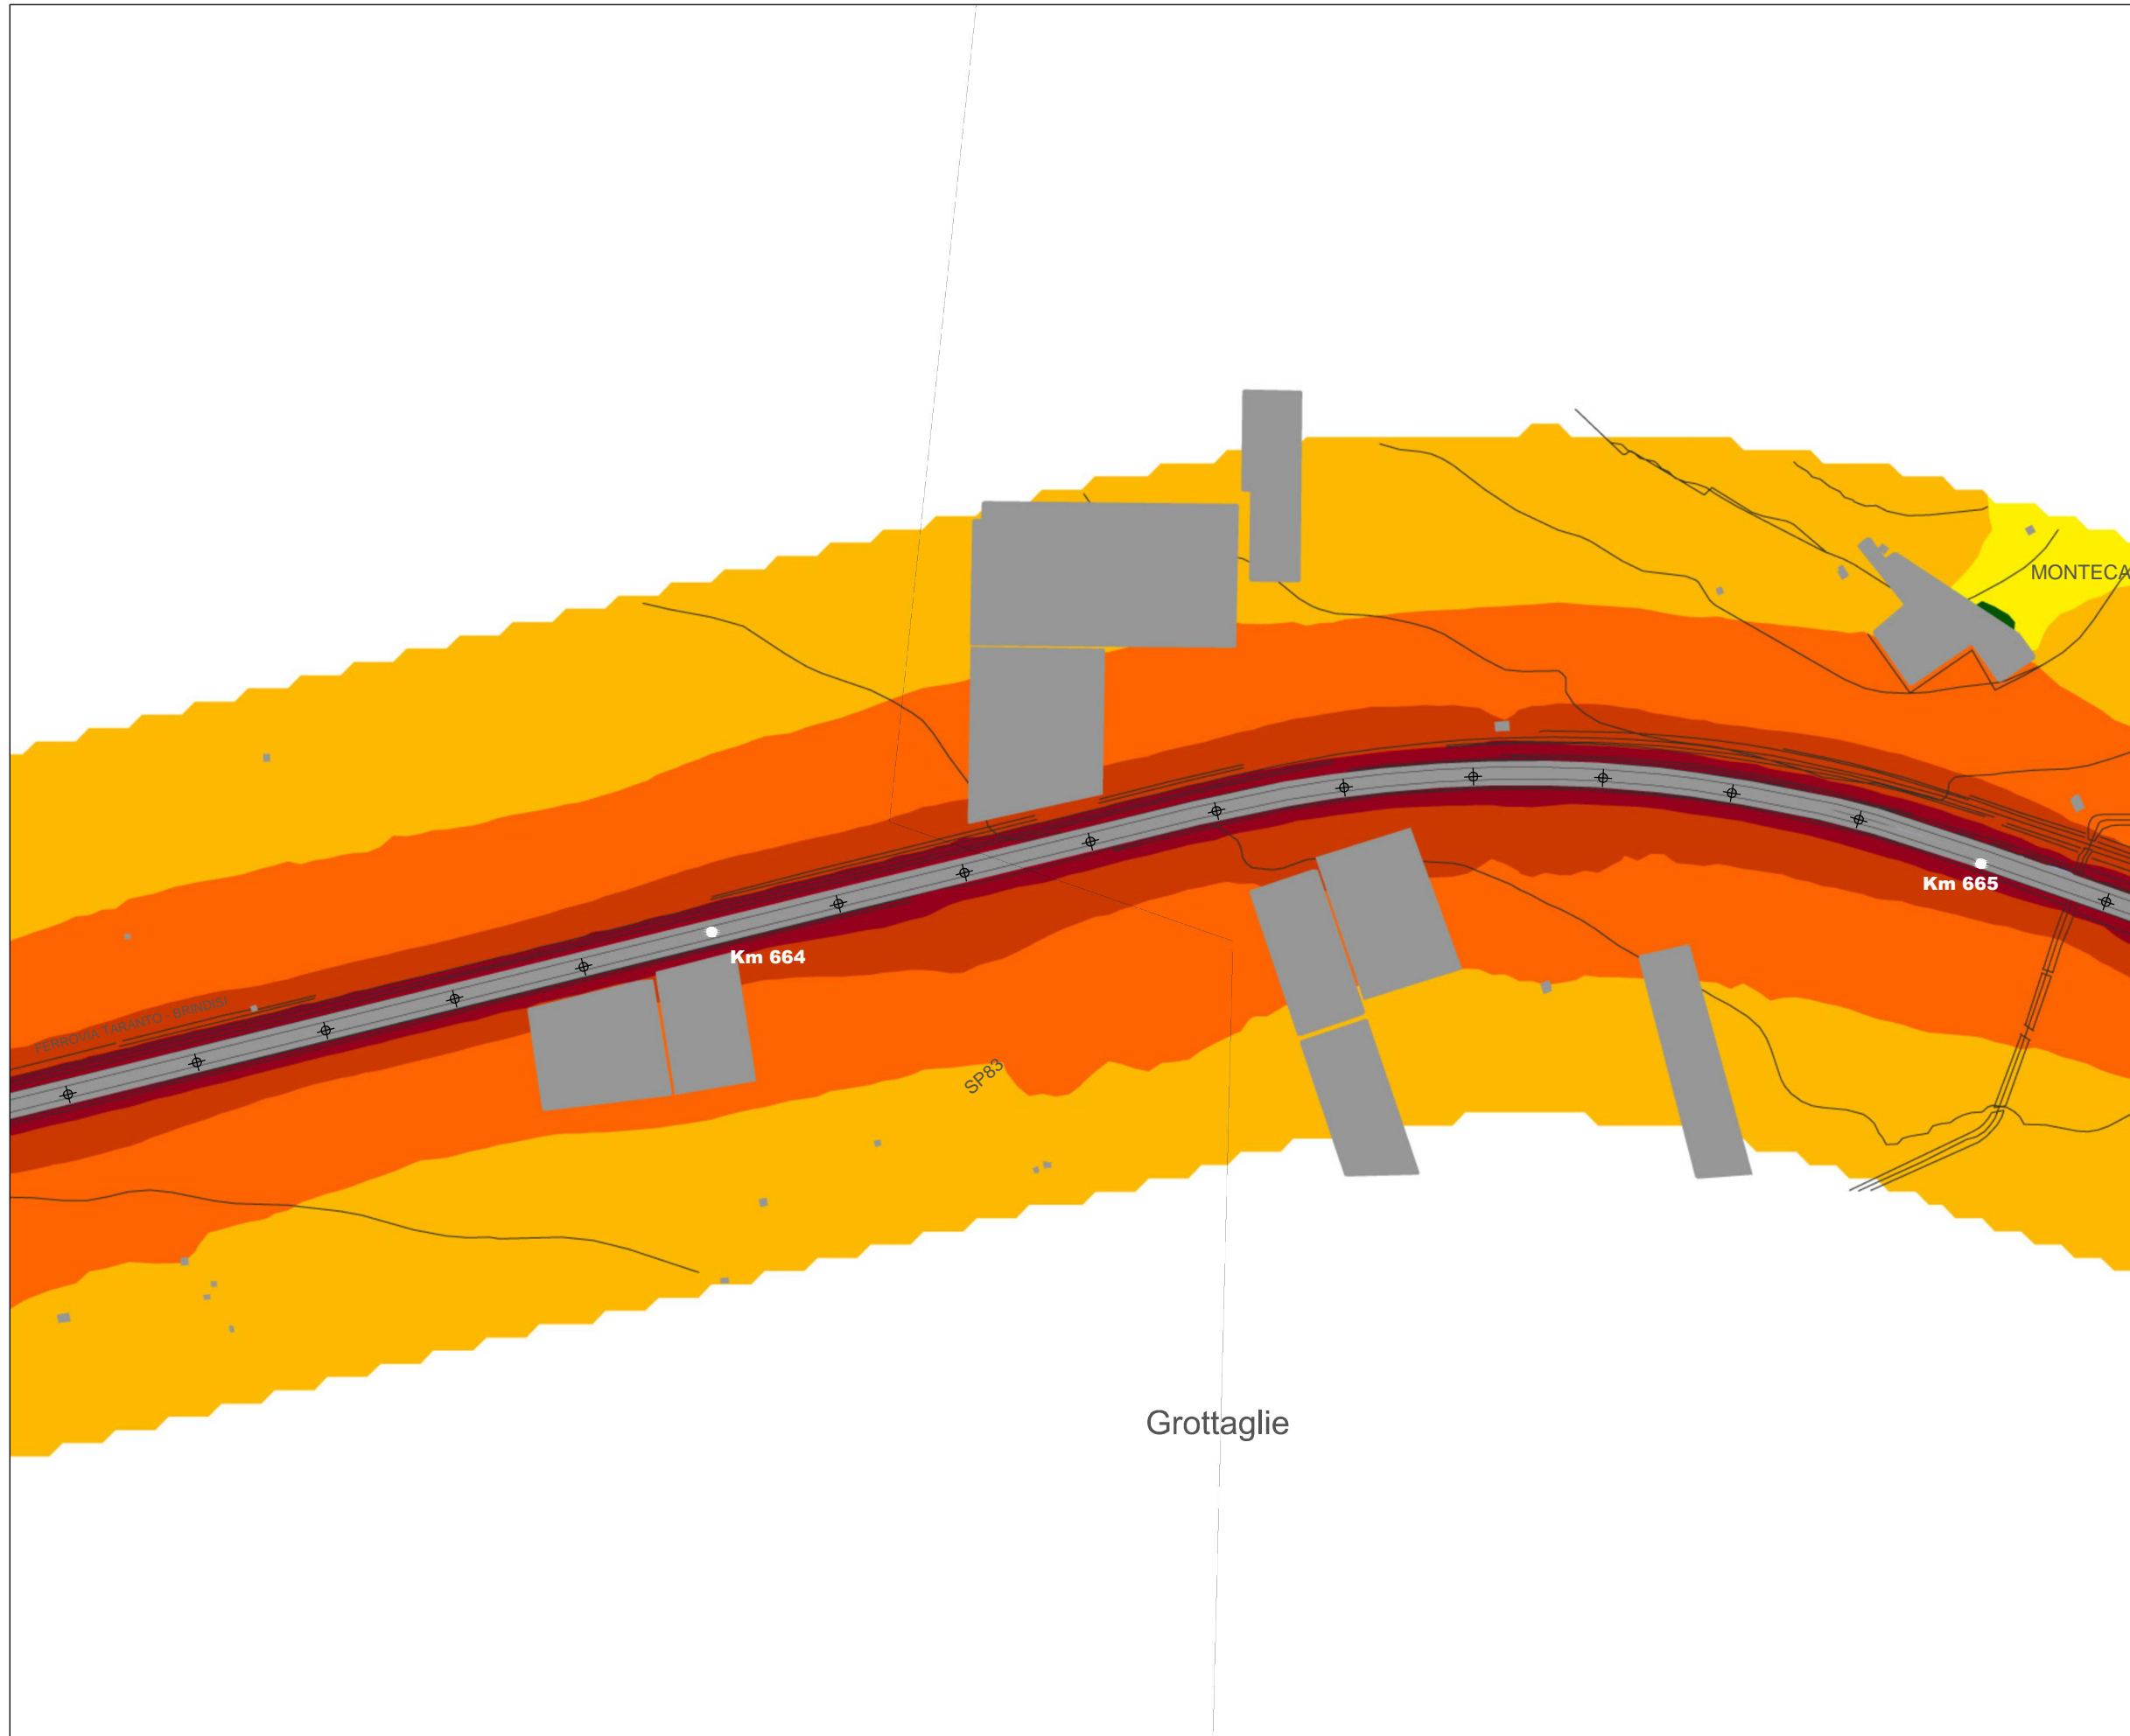 MONTECA
Km 665
Km 664
FERROVIA TARANTO - BRINDISI
SP83
Grottaglie